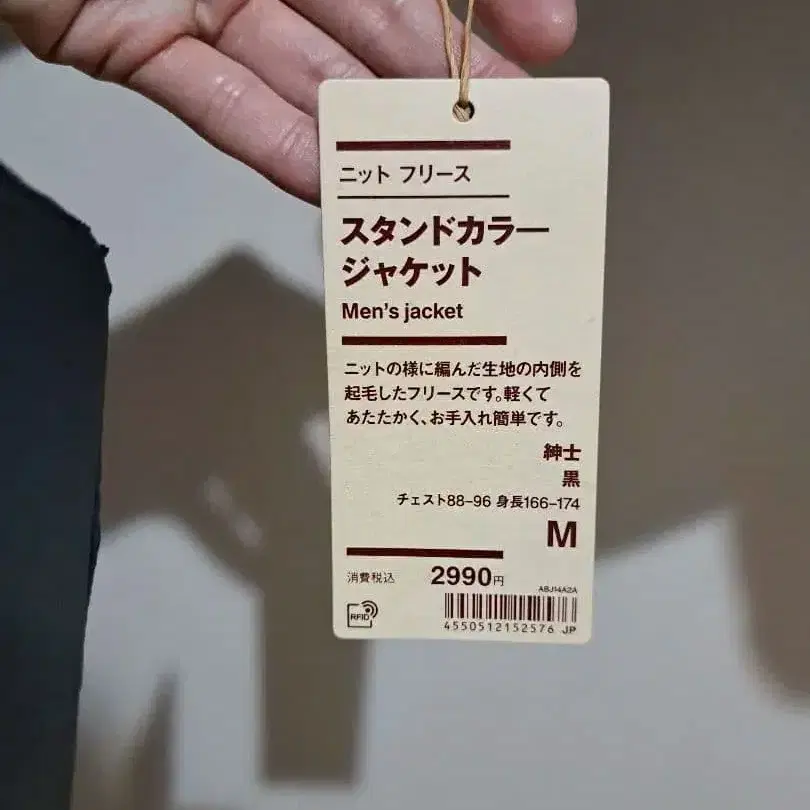 ニット フリース
スタンドカラー
ジャケット
Men's jacket
ニットの様に編んだ生地の内側を
起毛したフリースです。軽くて
あたたかく、お手入れ簡単です。
紳士
黒
チェスト88-96 身長166-174
M
消費税込 2990円
ABJ14A2A
RFID
4550512152576 JP